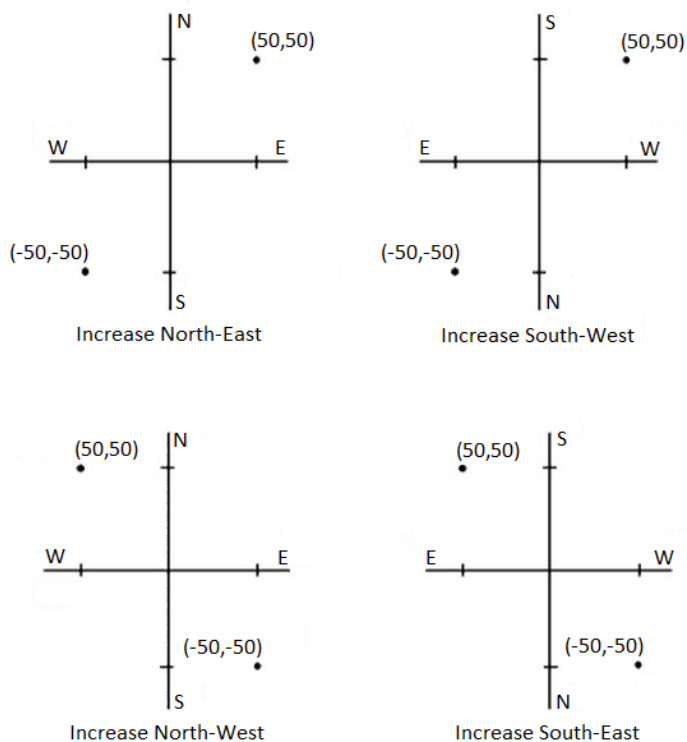 N
(50,50)
W
E
(-50,-50)
S
Increase North-East
S
(50,50)
E
W
(-50,-50)
N
Increase South-West
N
(50,50)
W
E
(-50,-50)
S
Increase North-West
S
(50,50)
E
W
(-50,-50)
N
Increase South-East